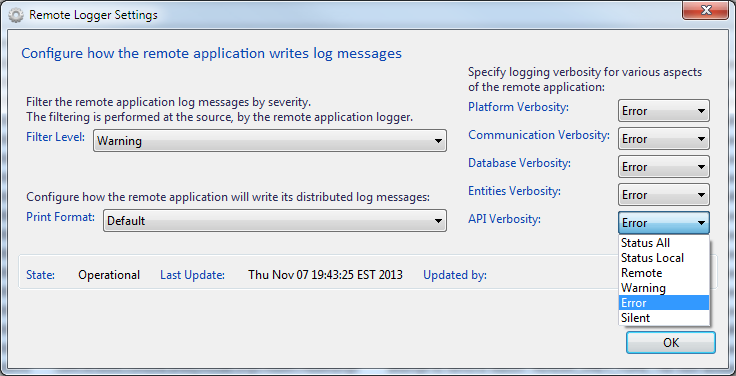 Remote Logger Settings
Configure how the remote application writes log messages
Filter the remote application log messages by severity.
The filtering is performed at the source, by the remote application logger.
Filter Level: Warning
Configure how the remote application will write its distributed log messages:
Print Format: Default
Specify logging verbosity for various aspects
of the remote application:
Platform Verbosity: Error
Communication Verbosity: Error
Database Verbosity: Error
Entities Verbosity: Error
API Verbosity: Error
Status All
Status Local
Remote
Warning
Error
Silent
State: Operational Last Update: Thu Nov 07 19:43:25 EST 2013 Updated by:
OK